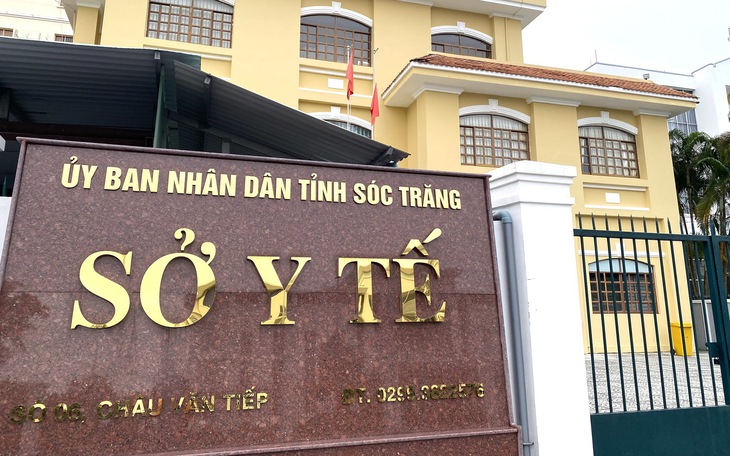 ỦY BAN NHÂN DÂN TỈNH SÓC TRĂNG
SỞ Y TẾ
SỐ 06, CHÂU VĂN TIẾP
ĐT. 0299.3822576